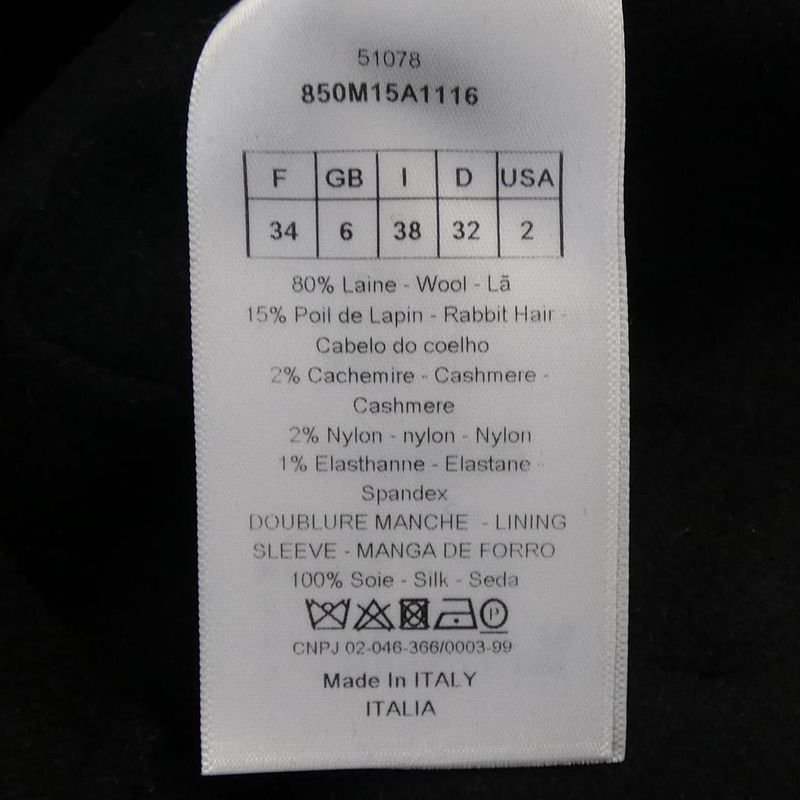 51078
850M15A1116
F GB I D USA
34 6 38 32 2
80% Laine - Wool - Lã
15% Poil de Lapin - Rabbit Hair -
Cabelo do coelho
2% Cachemire - Cashmere -
Cashmere
2% Nylon - nylon - Nylon
1% Elasthanne - Elastane -
Spandex
DOUBLURE MANCHE - LINING
SLEEVE - MANGA DE FORRO
100% Soie - Silk - Seda
P
CNPJ 02-046-366/0003-99
Made In ITALY
ITALIA